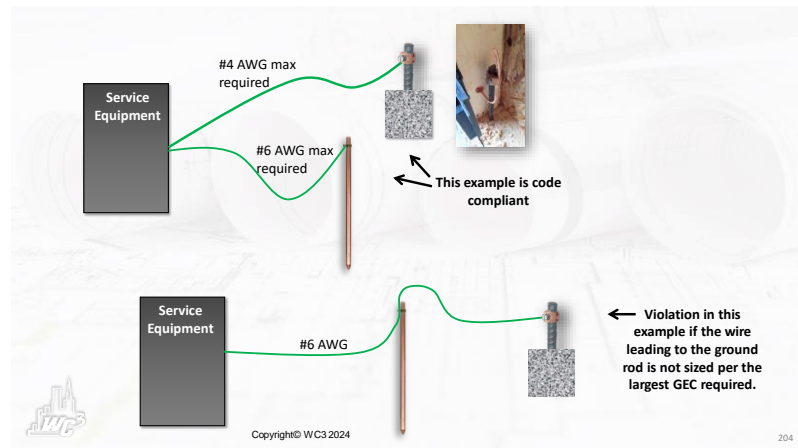 #4 AWG max
required
Service
Equipment
#6 AWG max
required
This example is code
compliant
Service
Equipment
#6 AWG
Violation in this
example if the wire
leading to the ground
rod is not sized per the
largest GEC required.
WC3
Copyright© WC3 2024
204